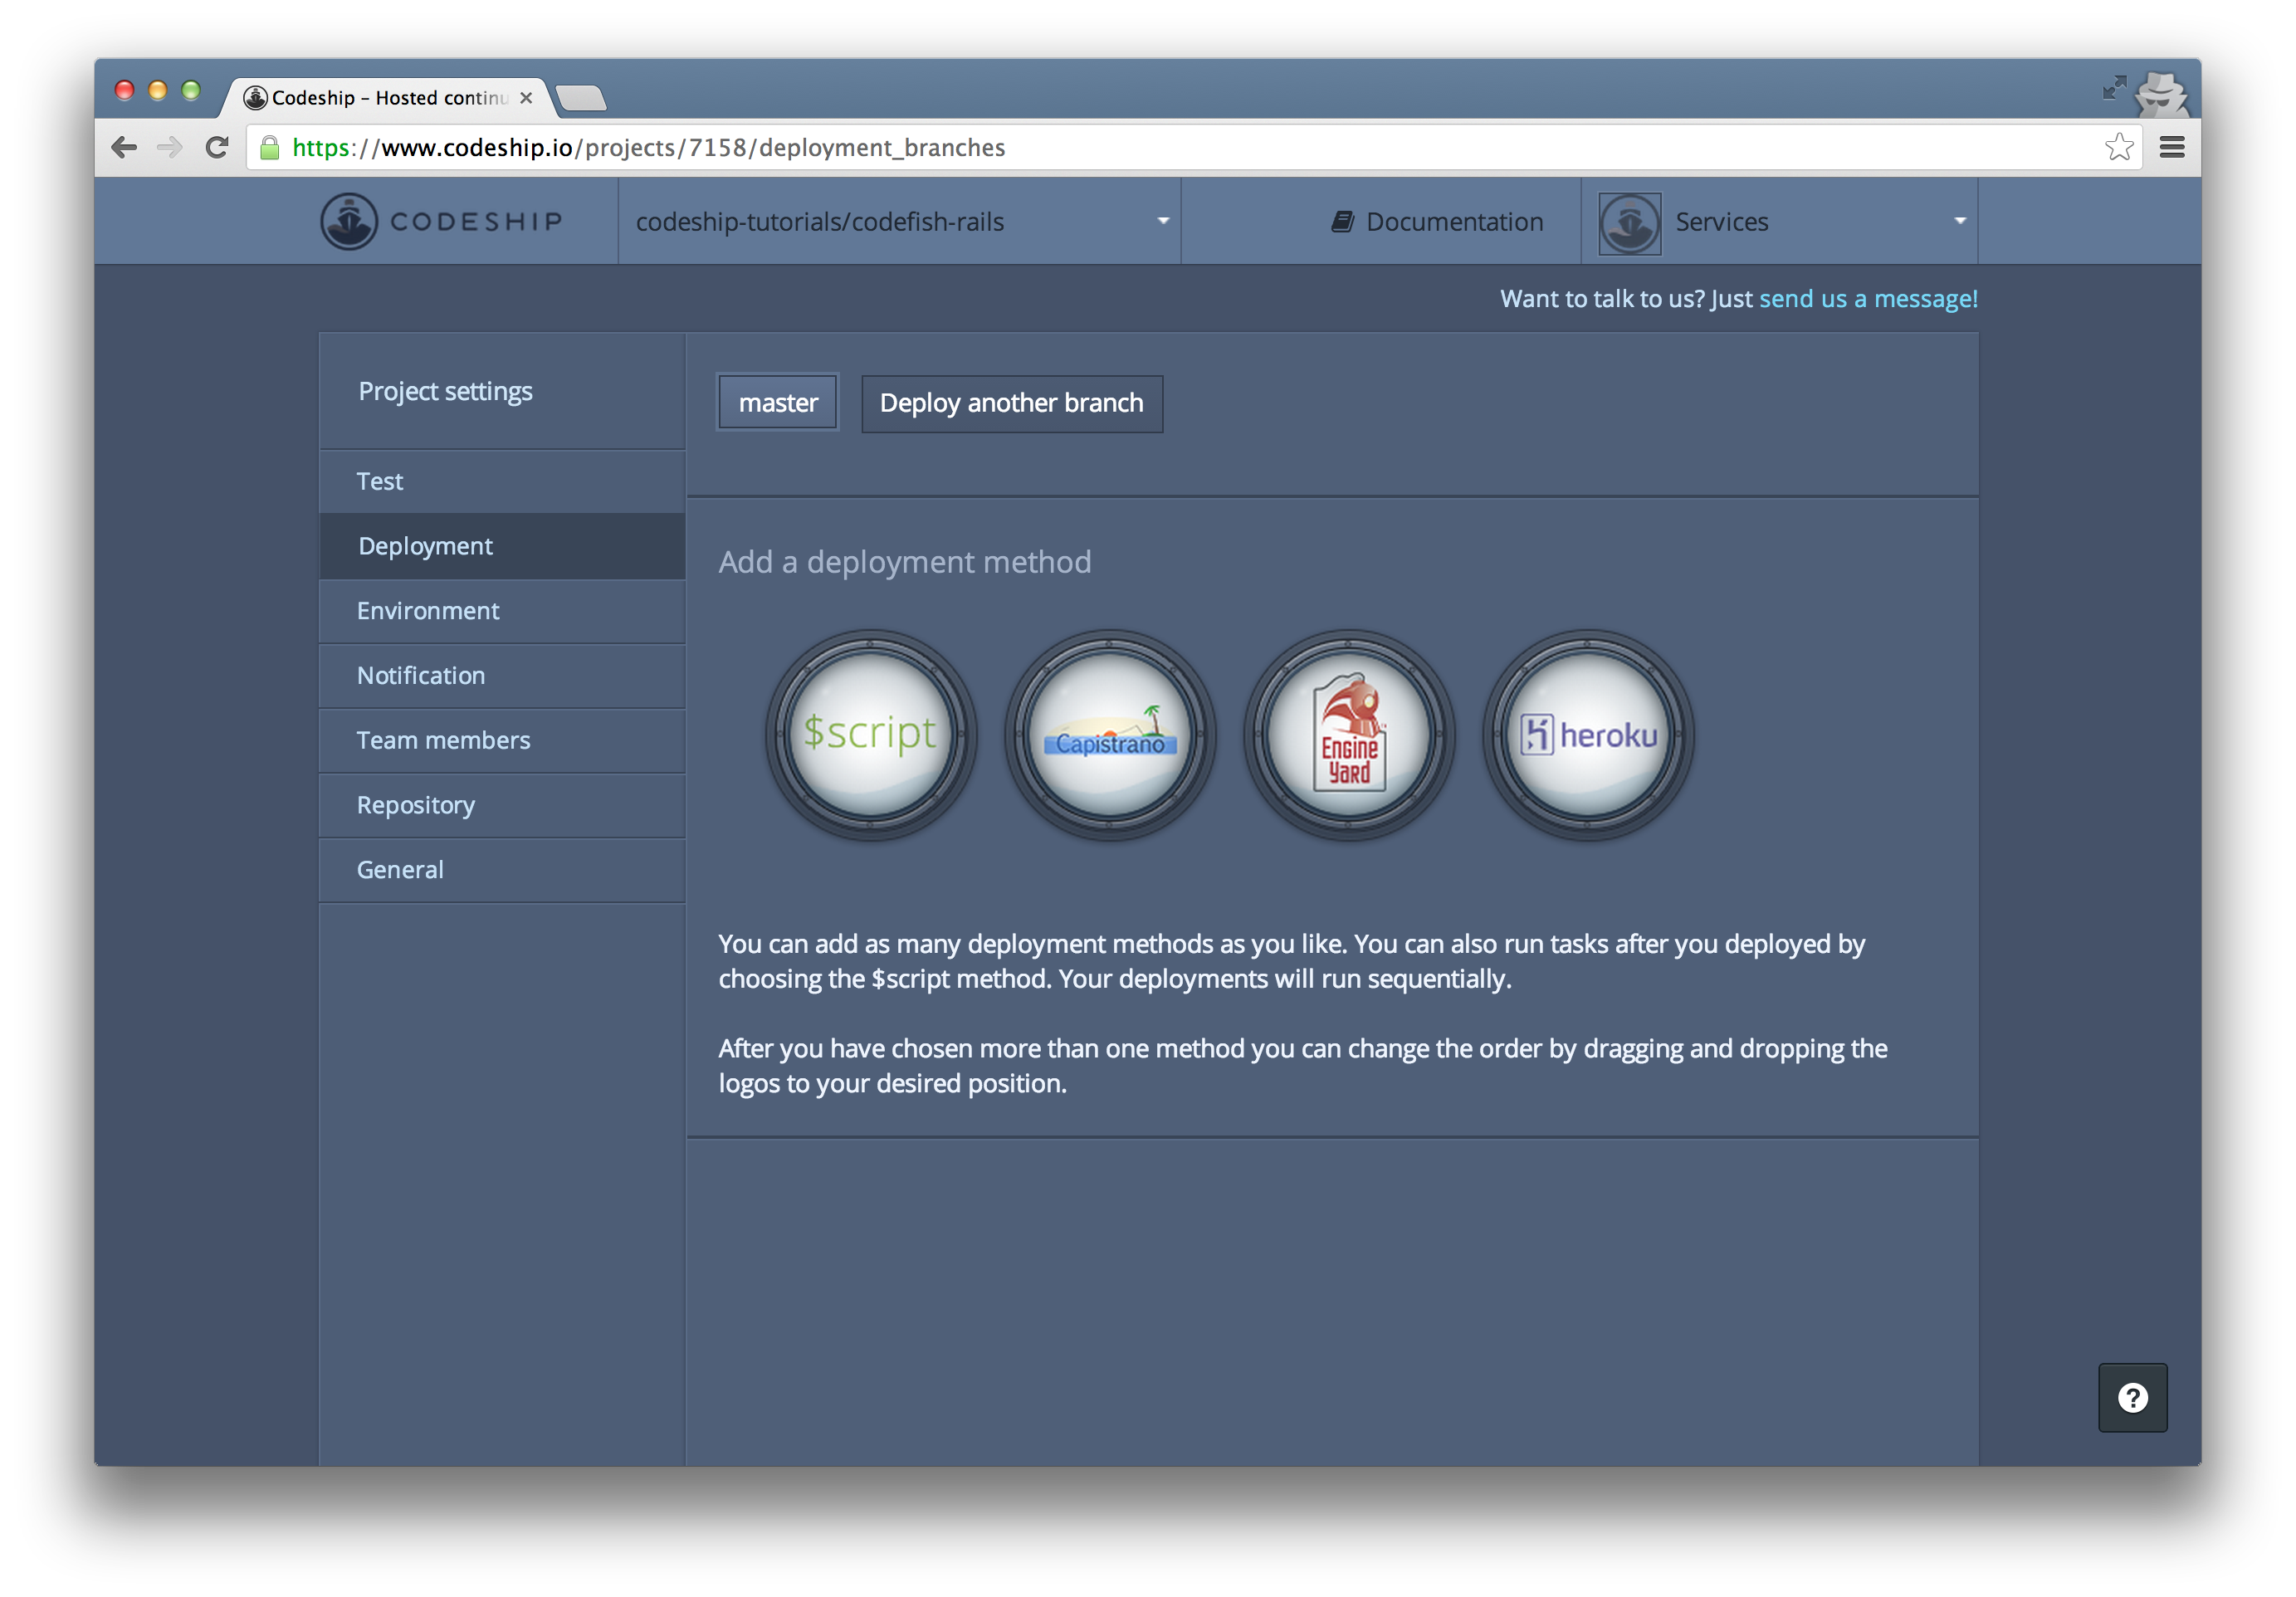 Codeship – Hosted continu
https://www.codeship.io/projects/7158/deployment_branches
CODESHIP
codeship-tutorials/codefish-rails
Documentation
Services
Want to talk to us? Just send us a message!
Project settings
Test
Deployment
Environment
Notification
Team members
Repository
General
master
Deploy another branch
Add a deployment method
$script
Capistrano
Engine
Yard
heroku
You can add as many deployment methods as you like. You can also run tasks after you deployed by
choosing the $script method. Your deployments will run sequentially.
After you have chosen more than one method you can change the order by dragging and dropping the
logos to your desired position.
?